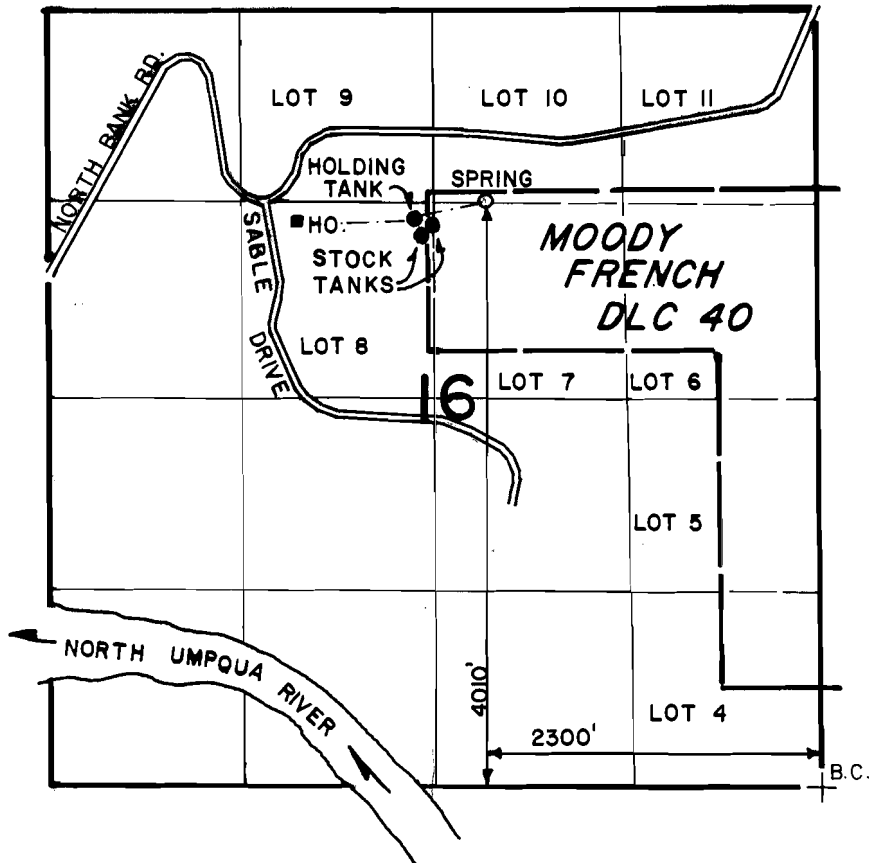 NORTH BANK RD.
LOT 9
LOT 10
LOT 11
HOLDING
TANK
SPRING
HO.
SABLE
DRIVE
STOCK
TANKS
MOODY
FRENCH
DLC 40
LOT 8
16
LOT 7
LOT 6
LOT 5
NORTH UMPQUA RIVER
4010'
LOT 4
2300'
B.C.